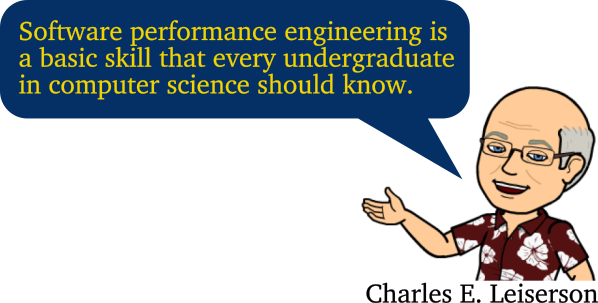 Software performance engineering is
a basic skill that every undergraduate
in computer science should know.
Charles E. Leiserson